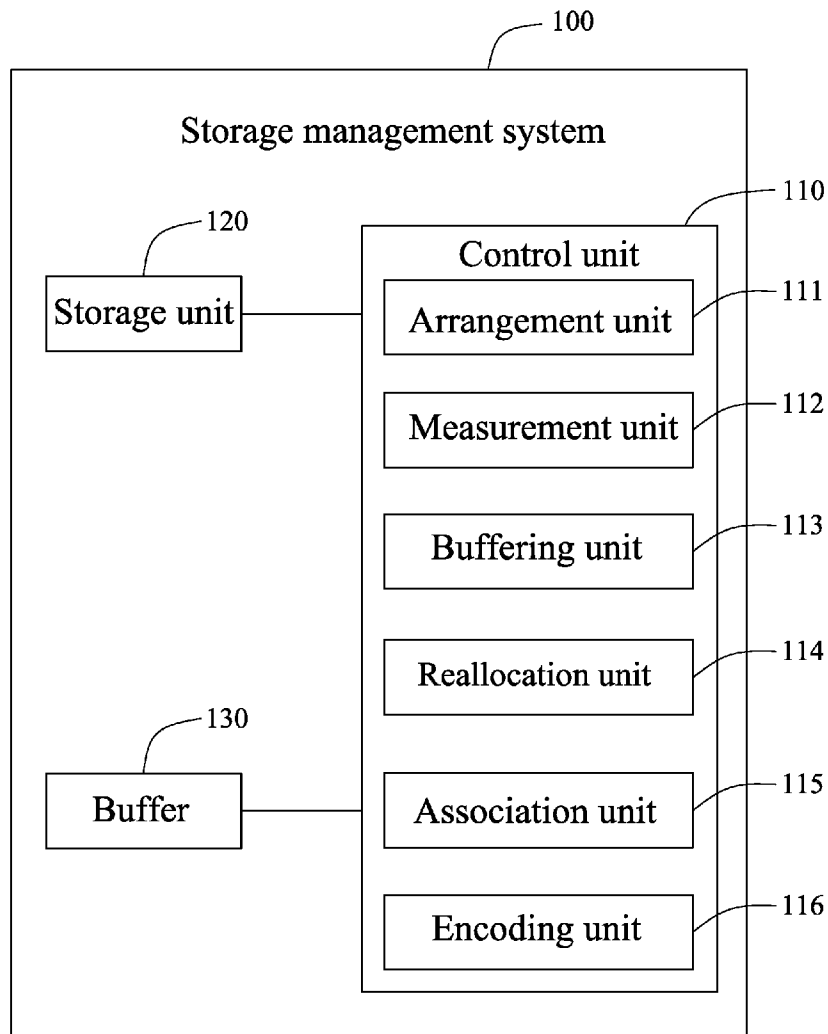 100
Storage management system
110
120
Control unit
Storage unit
Arrangement unit
111
Measurement unit
112
Buffering unit
113
Reallocation unit
114
130
Buffer
Association unit
115
Encoding unit
116